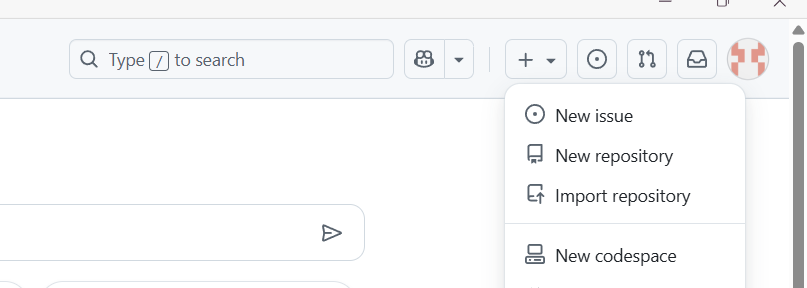 Type / to search
New issue
New repository
Import repository
New codespace